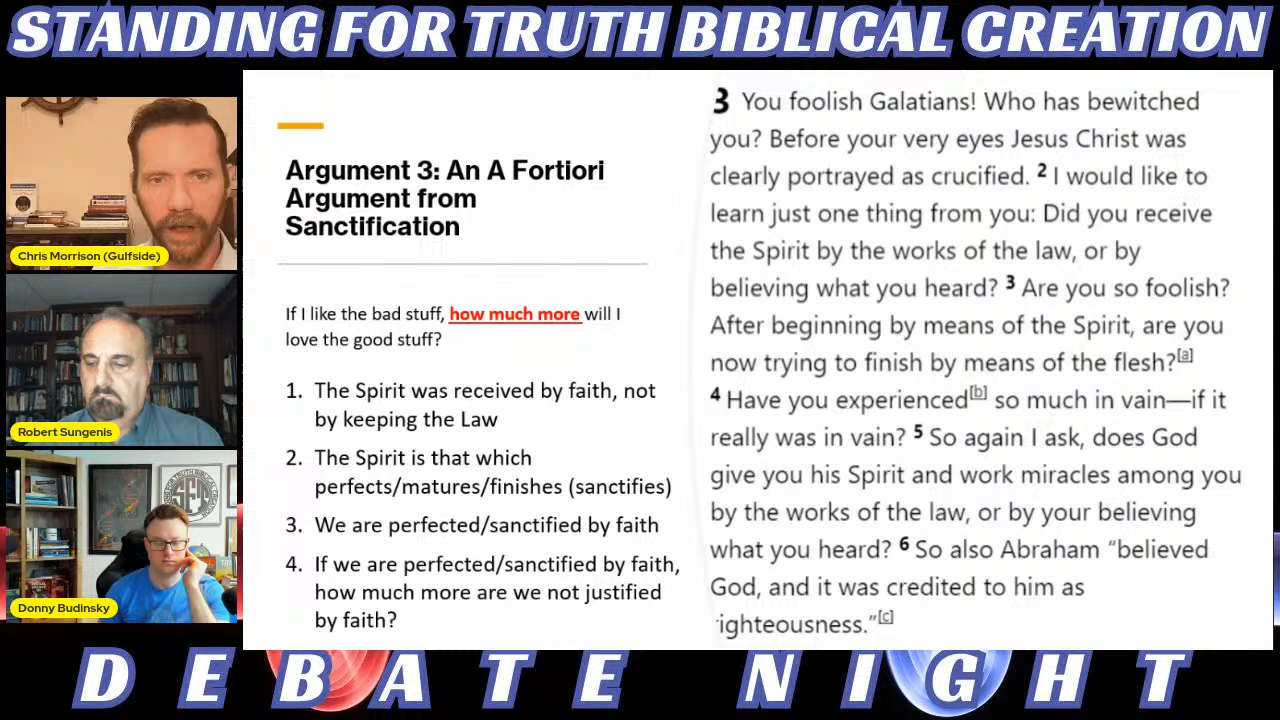 STANDING FOR TRUTH BIBLICAL CREATION
Chris Morrison (Gulfside)
Robert Sungenis
SFT
Donny Budinsky
Argument 3: An A Fortiori
Argument from
Sanctification
If I like the bad stuff, how much more will I
love the good stuff?
1. The Spirit was received by faith, not
by keeping the Law
2. The Spirit is that which
perfects/matures/finishes (sanctifies)
3. We are perfected/sanctified by faith
4. If we are perfected/sanctified by faith,
how much more are we not justified
by faith?
3 You foolish Galatians! Who has bewitched
you? Before your very eyes Jesus Christ was
clearly portrayed as crucified. 2 I would like to
learn just one thing from you: Did you receive
the Spirit by the works of the law, or by
believing what you heard? 3 Are you so foolish?
After beginning by means of the Spirit, are you
now trying to finish by means of the flesh?[a]
4 Have you experienced[b] so much in vain—if it
really was in vain? 5 So again I ask, does God
give you his Spirit and work miracles among you
by the works of the law, or by your believing
what you heard? 6 So also Abraham “believed
God, and it was credited to him as
righteousness.”[c]
DEBATE NIGHT